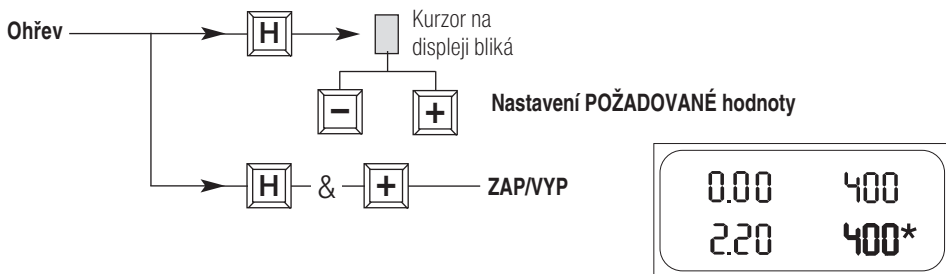 Ohřev
H
Kurzor na
displeji bliká
− +
Nastavení POŽADOVANÉ hodnoty
H & + ZAP/VYP
0.00 400
2.20 400*